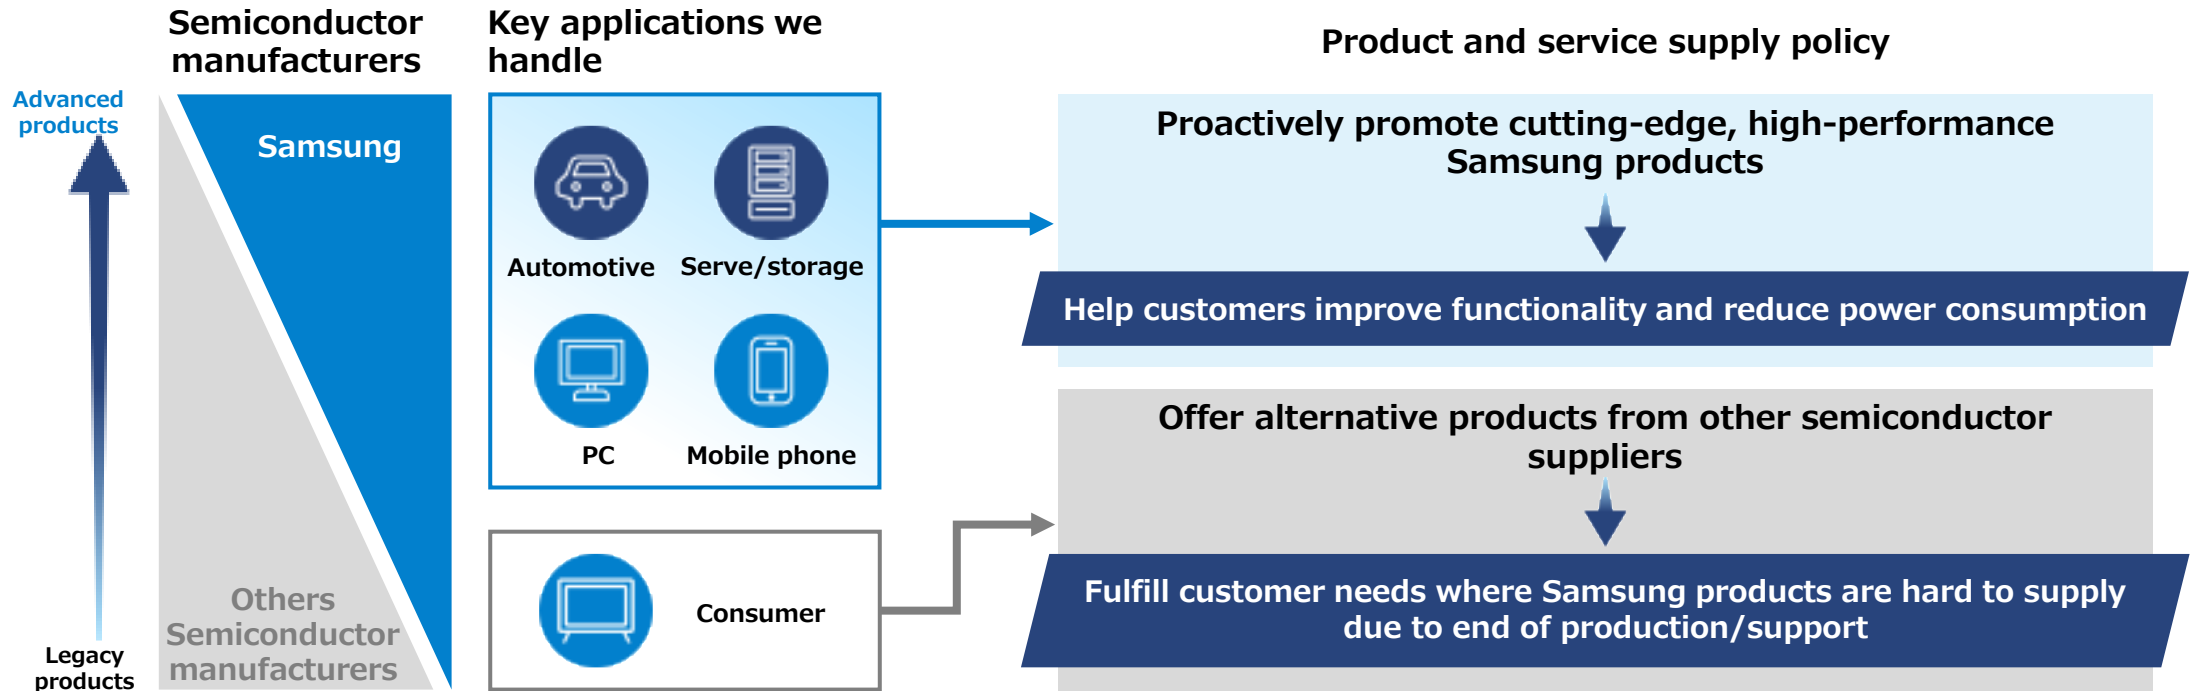 Semiconductor
manufacturers
Key applications we
handle
Product and service supply policy
Advanced
products
Samsung
Others
Semiconductor
manufacturers
Legacy
products
Automotive
Serve/storage
PC
Mobile phone
Consumer
Proactively promote cutting-edge, high-performance
Samsung products
Help customers improve functionality and reduce power consumption
Offer alternative products from other semiconductor
suppliers
Fulfill customer needs where Samsung products are hard to supply
due to end of production/support